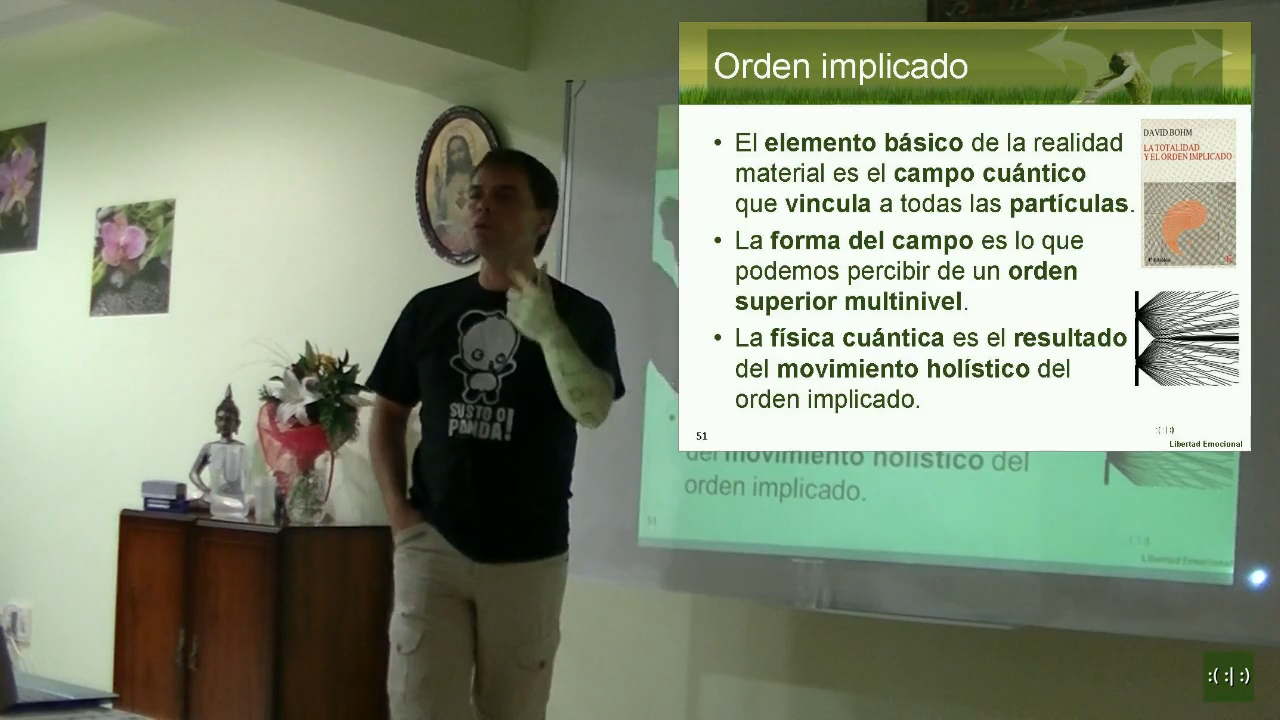 Orden implicado
• El elemento básico de la realidad
material es el campo cuántico
que vincula a todas las partículas.
• La forma del campo es lo que
podemos percibir de un orden
superior multinivel.
• La física cuántica es el resultado
del movimiento holístico del
orden implicado.
51
Libertad Emocional
DAVID BOHM
LA TOTALIDAD
Y EL ORDEN IMPLICADO
SUSTO O
PANDA!
del movimiento holístico del
orden implicado.
51
Libertad Emocional
:( :| :)